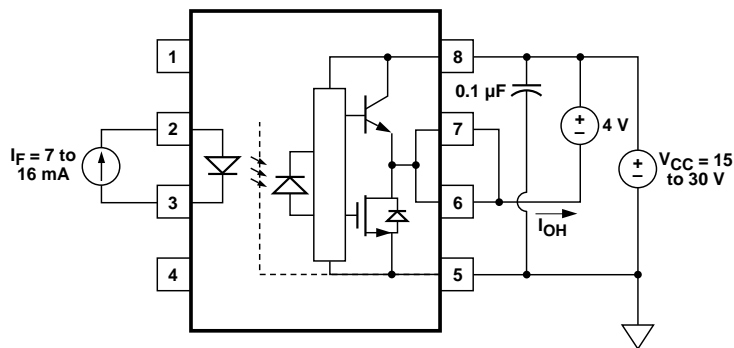 1
8
0.1 µF
2
7
4 V
I_F = 7 to
16 mA
V_CC = 15
to 30 V
3
6
I_OH
4
5